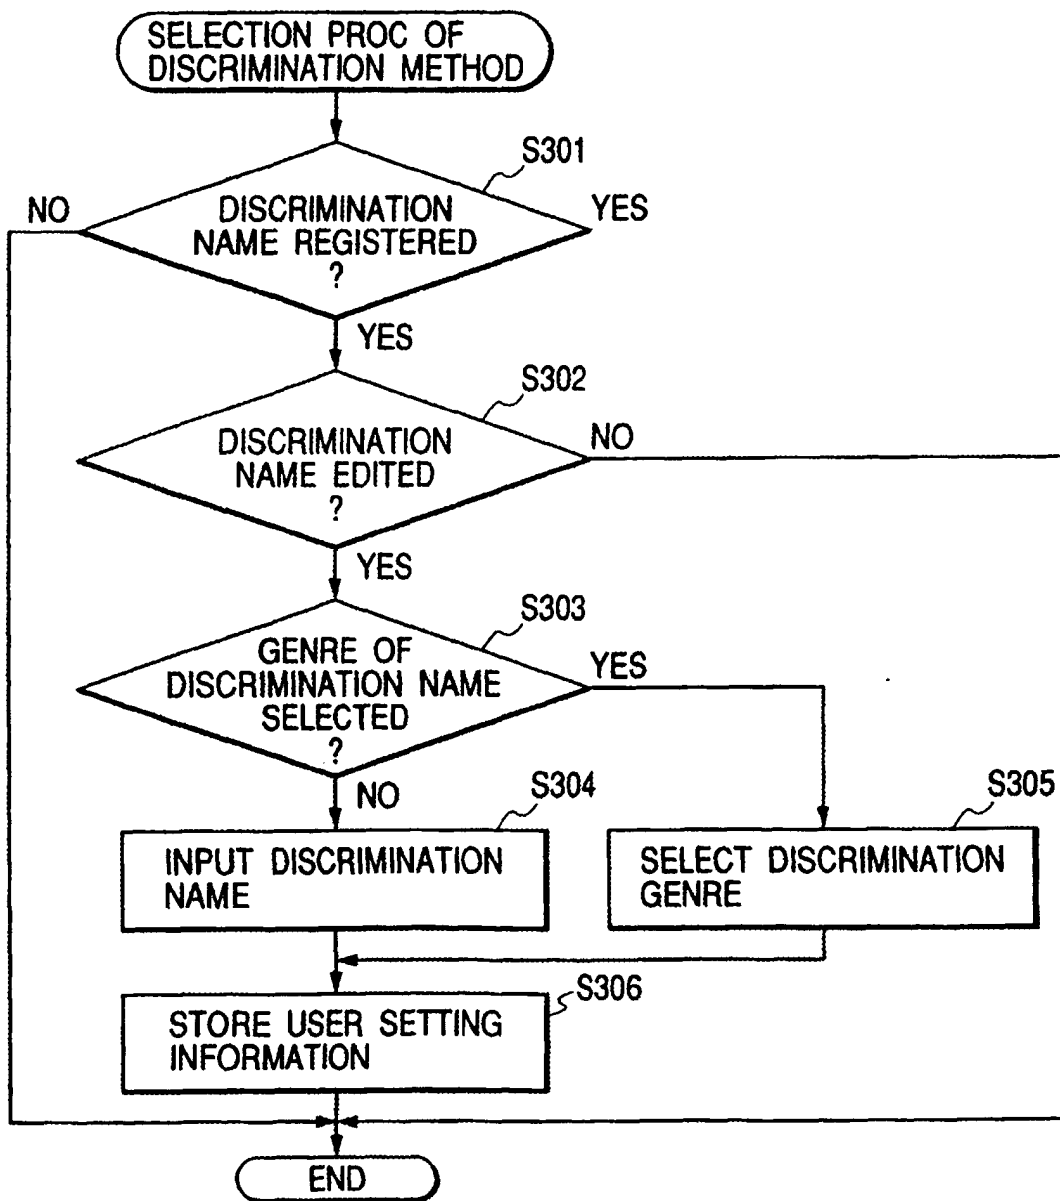 SELECTION PROC OF
DISCRIMINATION METHOD
S301
NO
DISCRIMINATION
NAME REGISTERED
?
YES
YES
S302
DISCRIMINATION
NAME EDITED
?
NO
YES
S303
GENRE OF
DISCRIMINATION NAME
SELECTED
?
YES
NO
S304
S305
INPUT DISCRIMINATION
NAME
SELECT DISCRIMINATION
GENRE
S306
STORE USER SETTING
INFORMATION
END